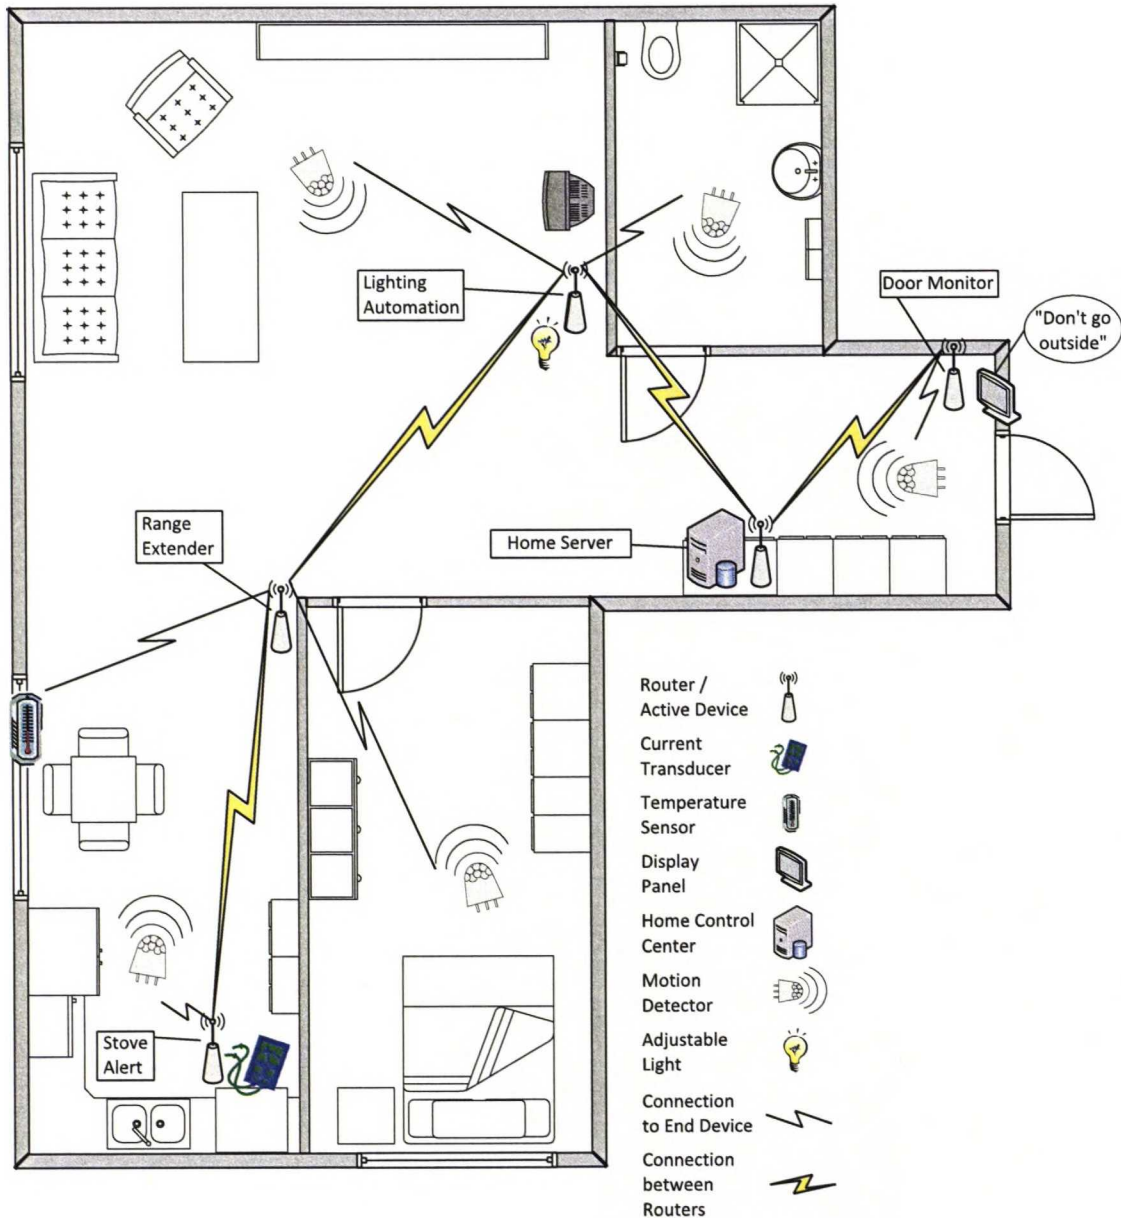 Lighting
Automation
Door Monitor
"Don't go
outside"
Range
Extender
Home Server
Router /
Active Device
Current
Transducer
Temperature
Sensor
Display
Panel
Home Control
Center
Motion
Detector
Stove
Alert
Adjustable
Light
Connection
to End Device
Connection
between
Routers